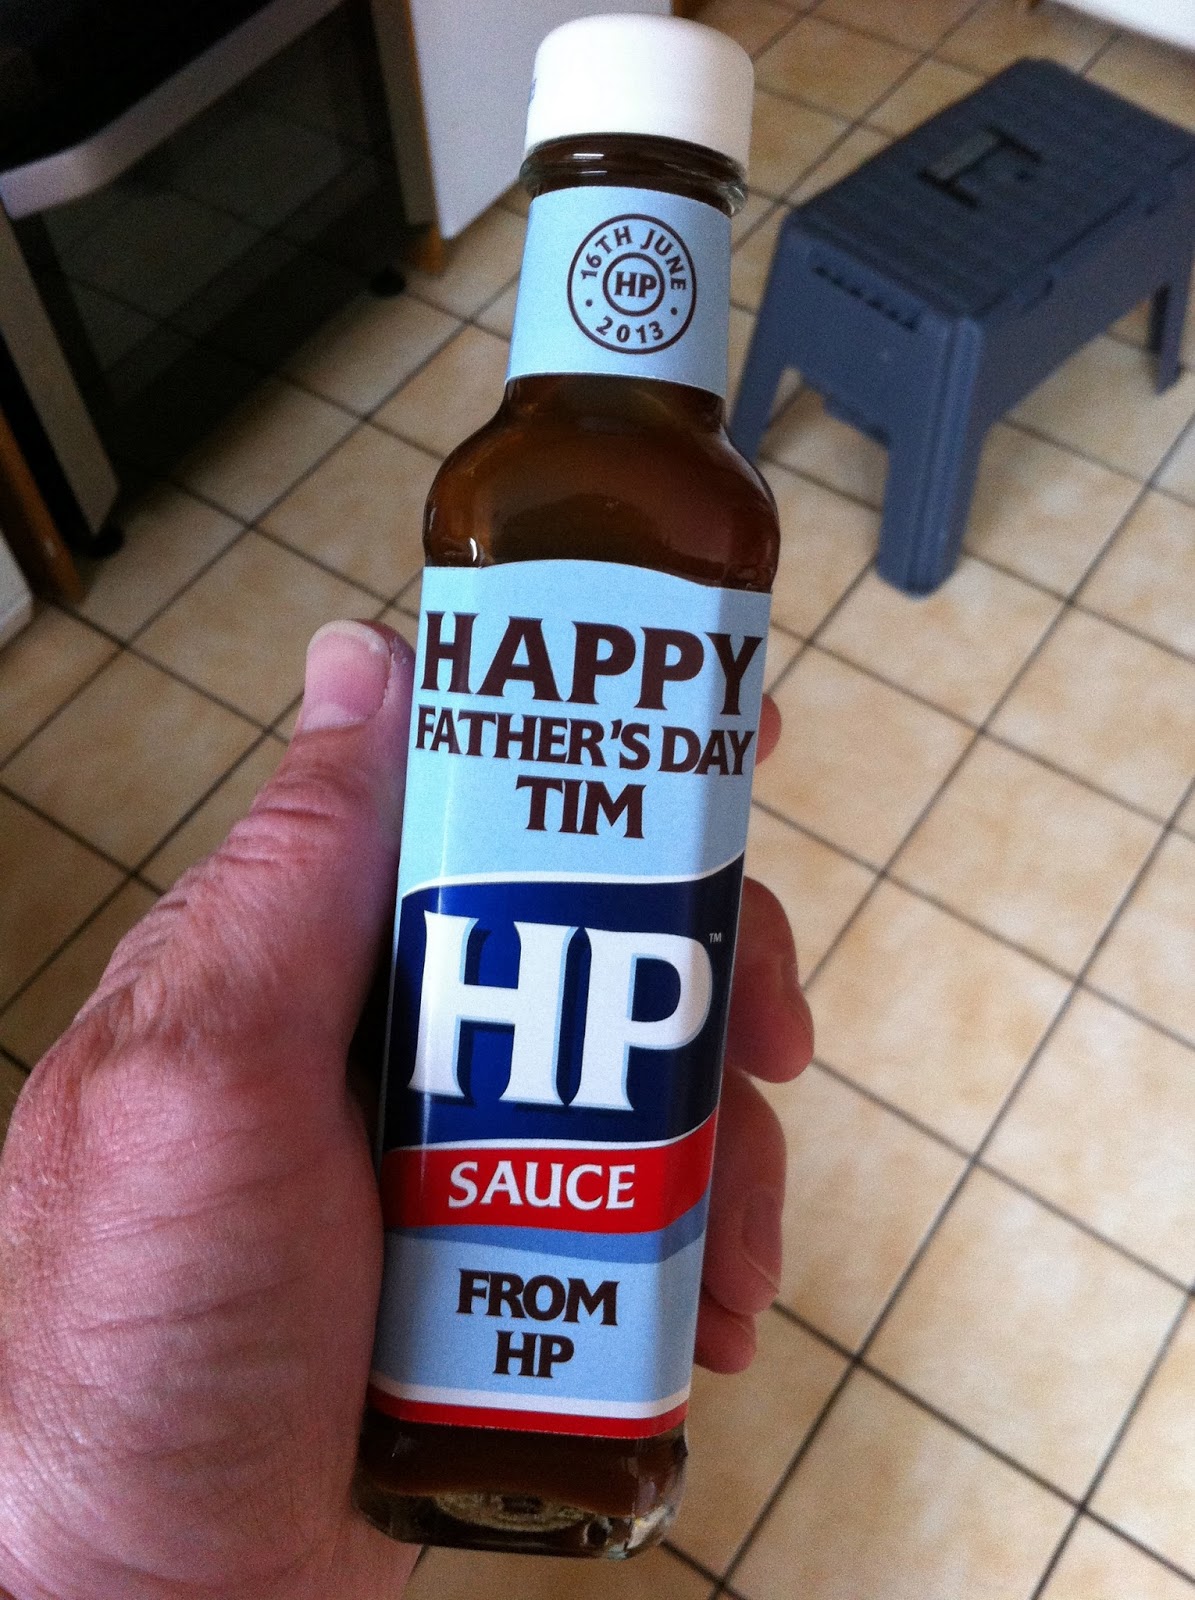 16TH JUNE
HP
2013
HAPPY
FATHER'S DAY
TIM
HP™
SAUCE
FROM
HP